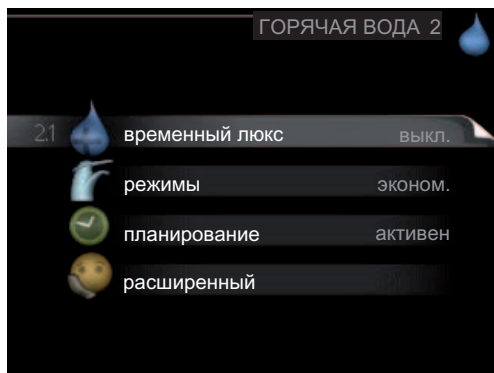 ГОРЯЧАЯ ВОДА 2
2.1 временный люкс выкл.
режимы эконом.
планирование активен
расширенный